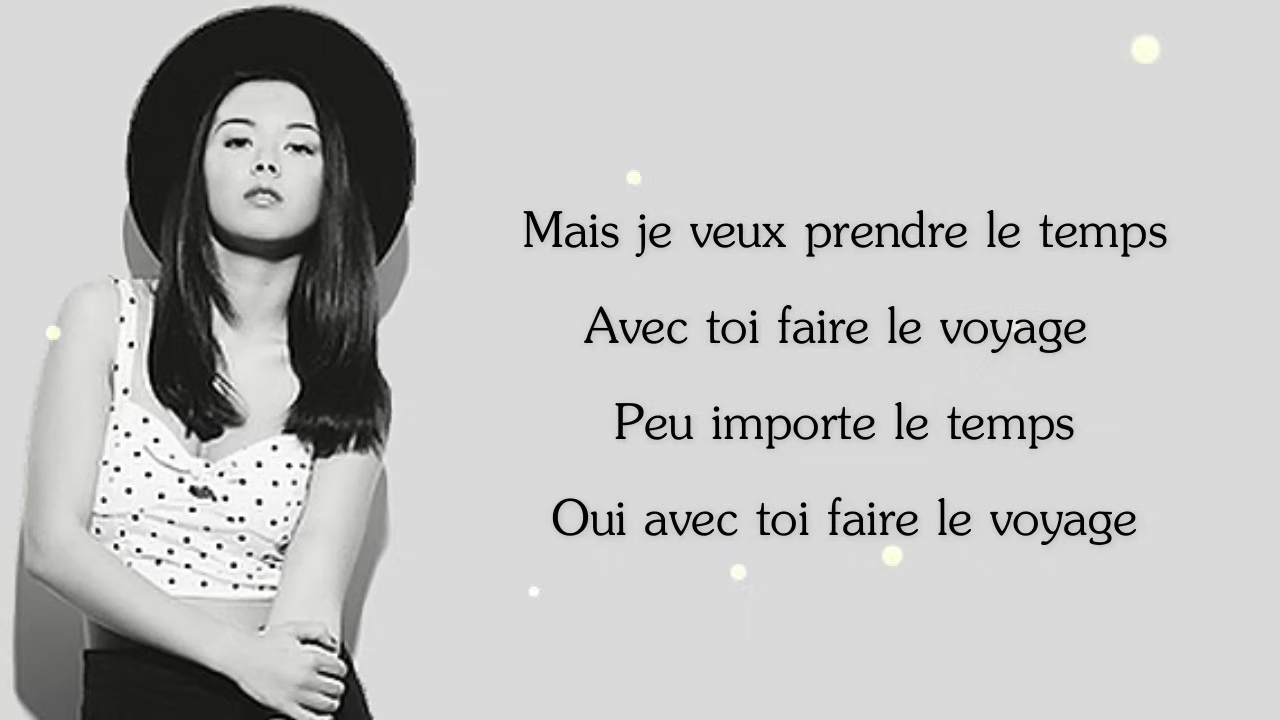 Mais je veux prendre le temps
Avec toi faire le voyage
Peu importe le temps
Oui avec toi faire le voyage